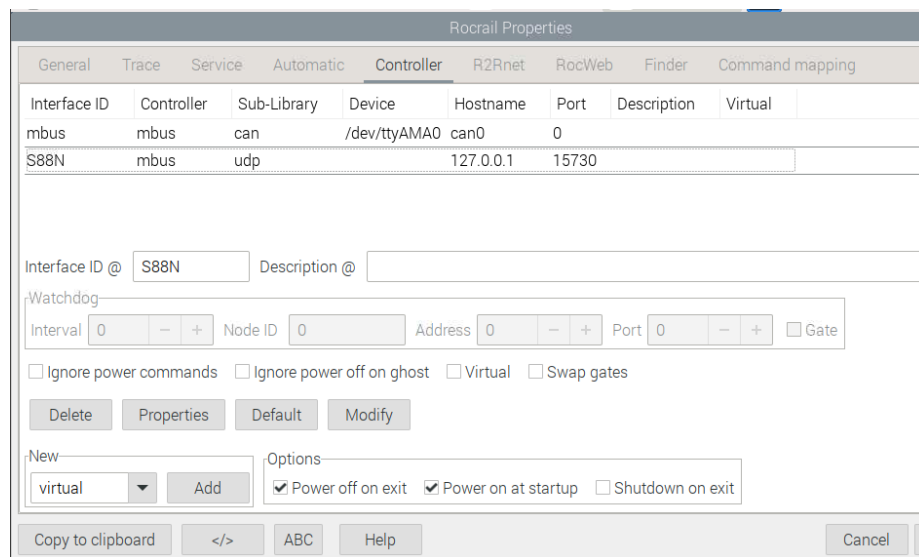 Rocrail Properties
General Trace Service Automatic Controller R2Rnet RocWeb Finder Command mapping
Interface ID Controller Sub-Library Device Hostname Port Description Virtual
mbus mbus can /dev/ttyAMA0 can0 0
S88N mbus udp 127.0.0.1 15730
Interface ID @ S88N Description @
Watchdog
Interval 0 − + Node ID 0 Address 0 − + Port 0 − + Gate
Ignore power commands Ignore power off on ghost Virtual Swap gates
Delete Properties Default Modify
New Options
virtual Add Power off on exit Power on at startup Shutdown on exit
Copy to clipboard </> ABC Help Cancel